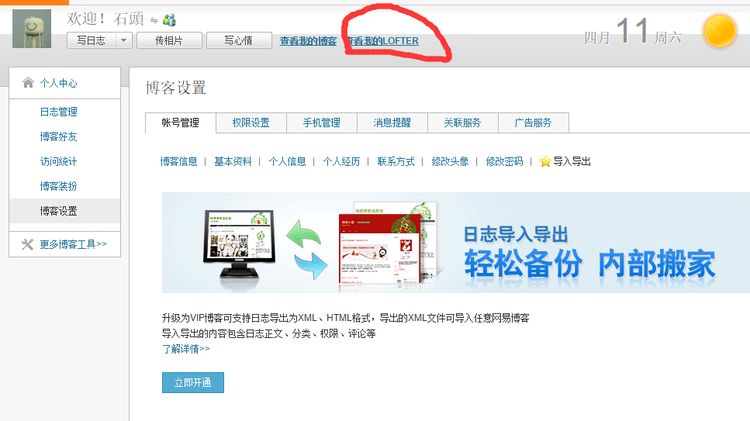 欢迎！石頭
写日志 传相片 写心情 查看我的博客 查看我的LOFTER
四月 11 周六
个人中心
日志管理
博客好友
访问统计
博客装扮
博客设置
更多博客工具>>
博客设置
帐号管理 权限设置 手机管理 消息提醒 关联服务 广告服务
博客信息 | 基本资料 | 个人信息 | 个人经历 | 联系方式 | 修改头像 | 修改密码 | 导入导出
日志导入导出
轻松备份 内部搬家
升级为VIP博客可支持日志导出为XML、HTML格式，导出的XML文件可导入任意网易博客
导入导出的内容包含日志正文、分类、权限、评论等
了解详情>>
立即开通